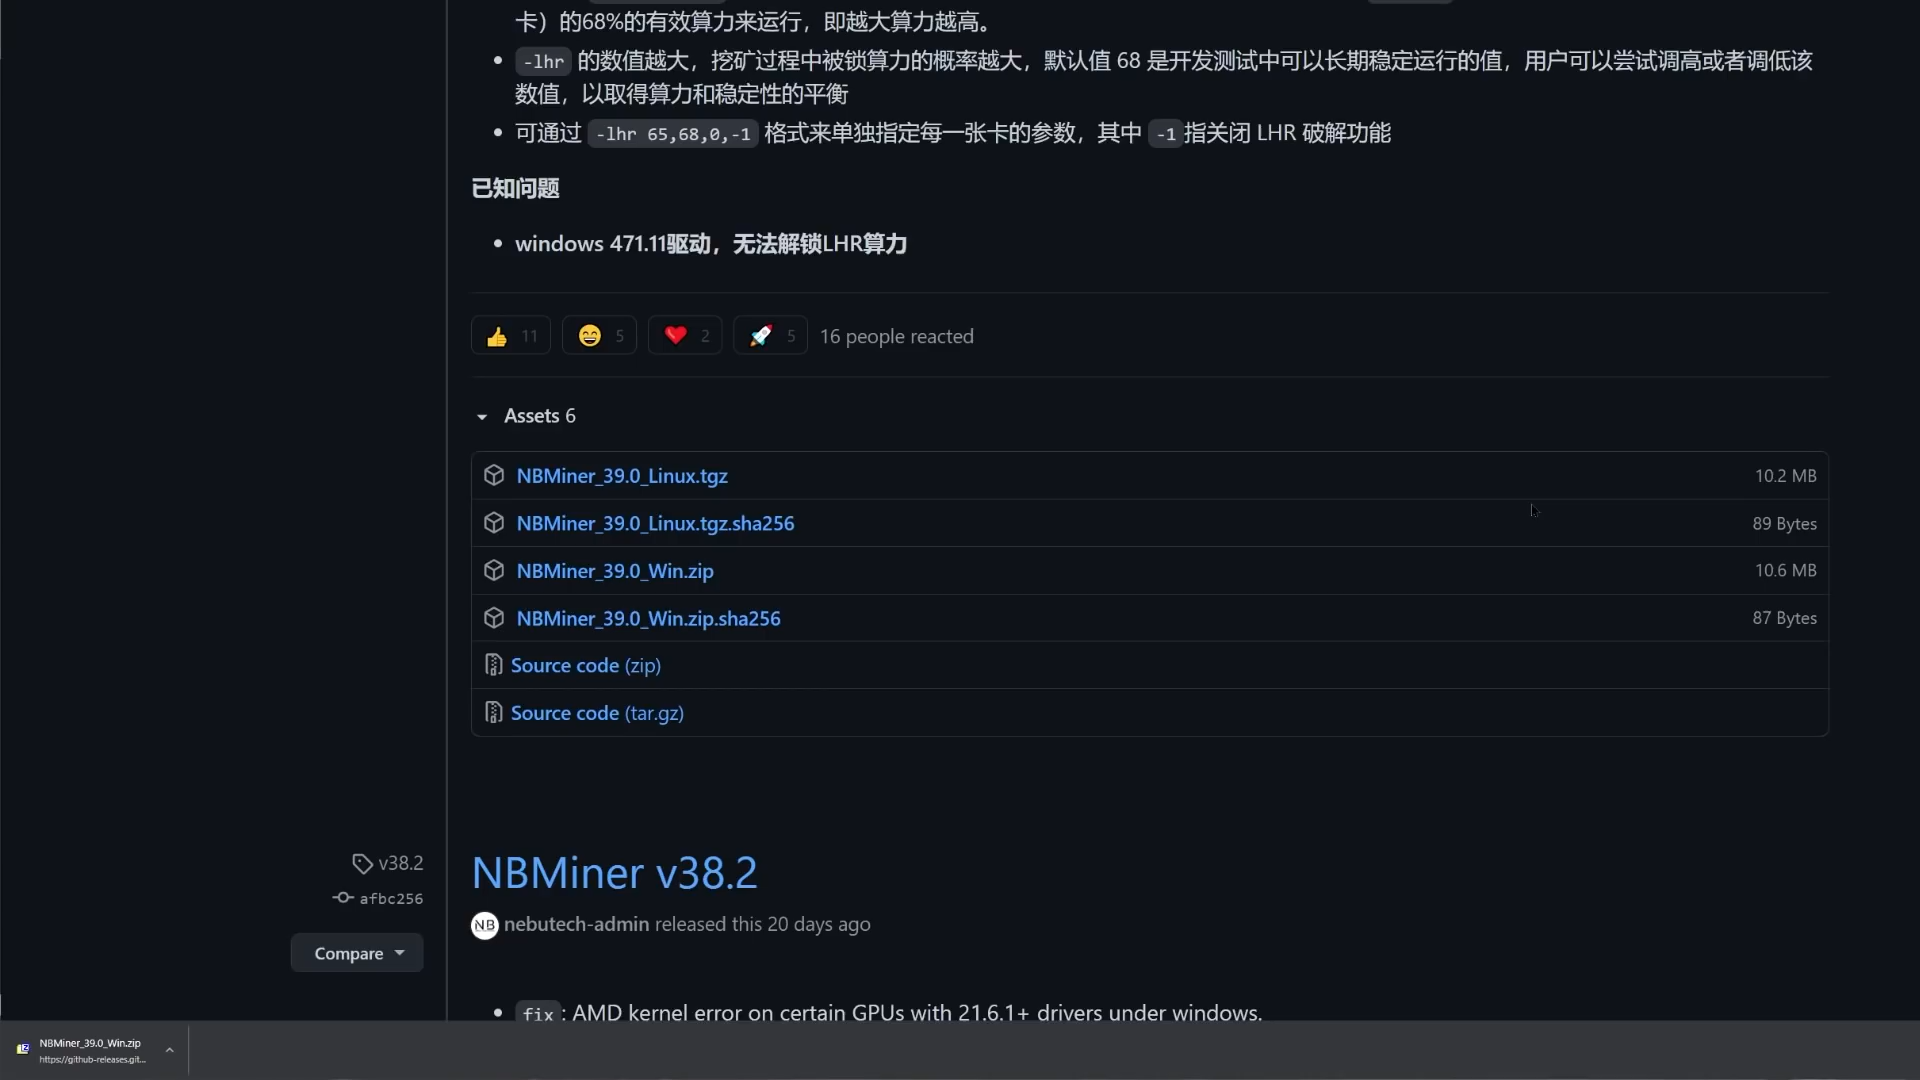 卡）的68%的有效算力来运行，即越大算力越高。
-lhr 的数值越大，挖矿过程中被锁算力的概率越大，默认值 68 是开发测试中可以长期稳定运行的值，用户可以尝试调高或者调低该
数值，以取得算力和稳定性的平衡
可通过 -lhr 65,68,0,-1 格式来单独指定每一张卡的参数，其中 -1指关闭 LHR 破解功能
已知问题
windows 471.11驱动，无法解锁LHR算力
11 5 2 5 16 people reacted
Assets 6
NBMiner_39.0_Linux.tgz 10.2 MB
NBMiner_39.0_Linux.tgz.sha256 89 Bytes
NBMiner_39.0_Win.zip 10.6 MB
NBMiner_39.0_Win.zip.sha256 87 Bytes
Source code (zip)
Source code (tar.gz)
v38.2
afbc256
Compare
NBMiner v38.2
NB nebutech-admin released this 20 days ago
fix: AMD kernel error on certain GPUs with 21.6.1+ drivers under windows.
NBMiner_39.0_Win.zip
https://github-releases.git...